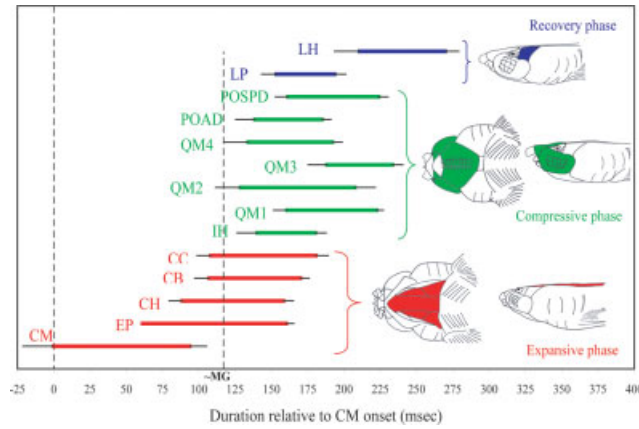 Recovery phase
LH
LP
POSPD
POAD
QM4
QM3
QM2
Compressive phase
QM1
IH
CC
CB
CH
EP
CM
Expansive phase
~MG
-25 0 25 50 75 100 125 150 175 200 225 250 275 300 325 350 375 400
Duration relative to CM onset (msec)